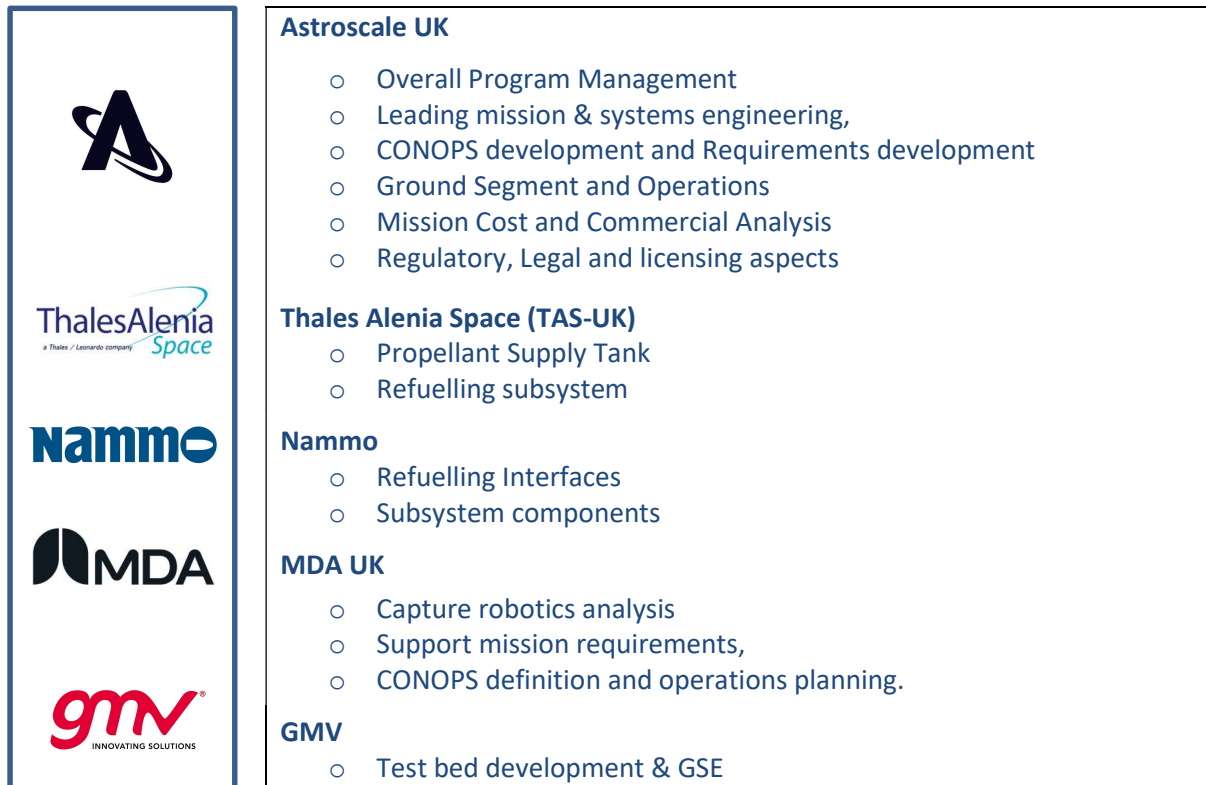 Astroscale UK
o Overall Program Management
o Leading mission & systems engineering,
o CONOPS development and Requirements development
o Ground Segment and Operations
o Mission Cost and Commercial Analysis
o Regulatory, Legal and licensing aspects
ThalesAlenia
a Thales / Leonardo company Space
Thales Alenia Space (TAS-UK)
o Propellant Supply Tank
o Refuelling subsystem
Nammo
Nammo
o Refuelling Interfaces
o Subsystem components
MDA
MDA UK
o Capture robotics analysis
o Support mission requirements,
o CONOPS definition and operations planning.
gmv®
INNOVATING SOLUTIONS
GMV
o Test bed development & GSE